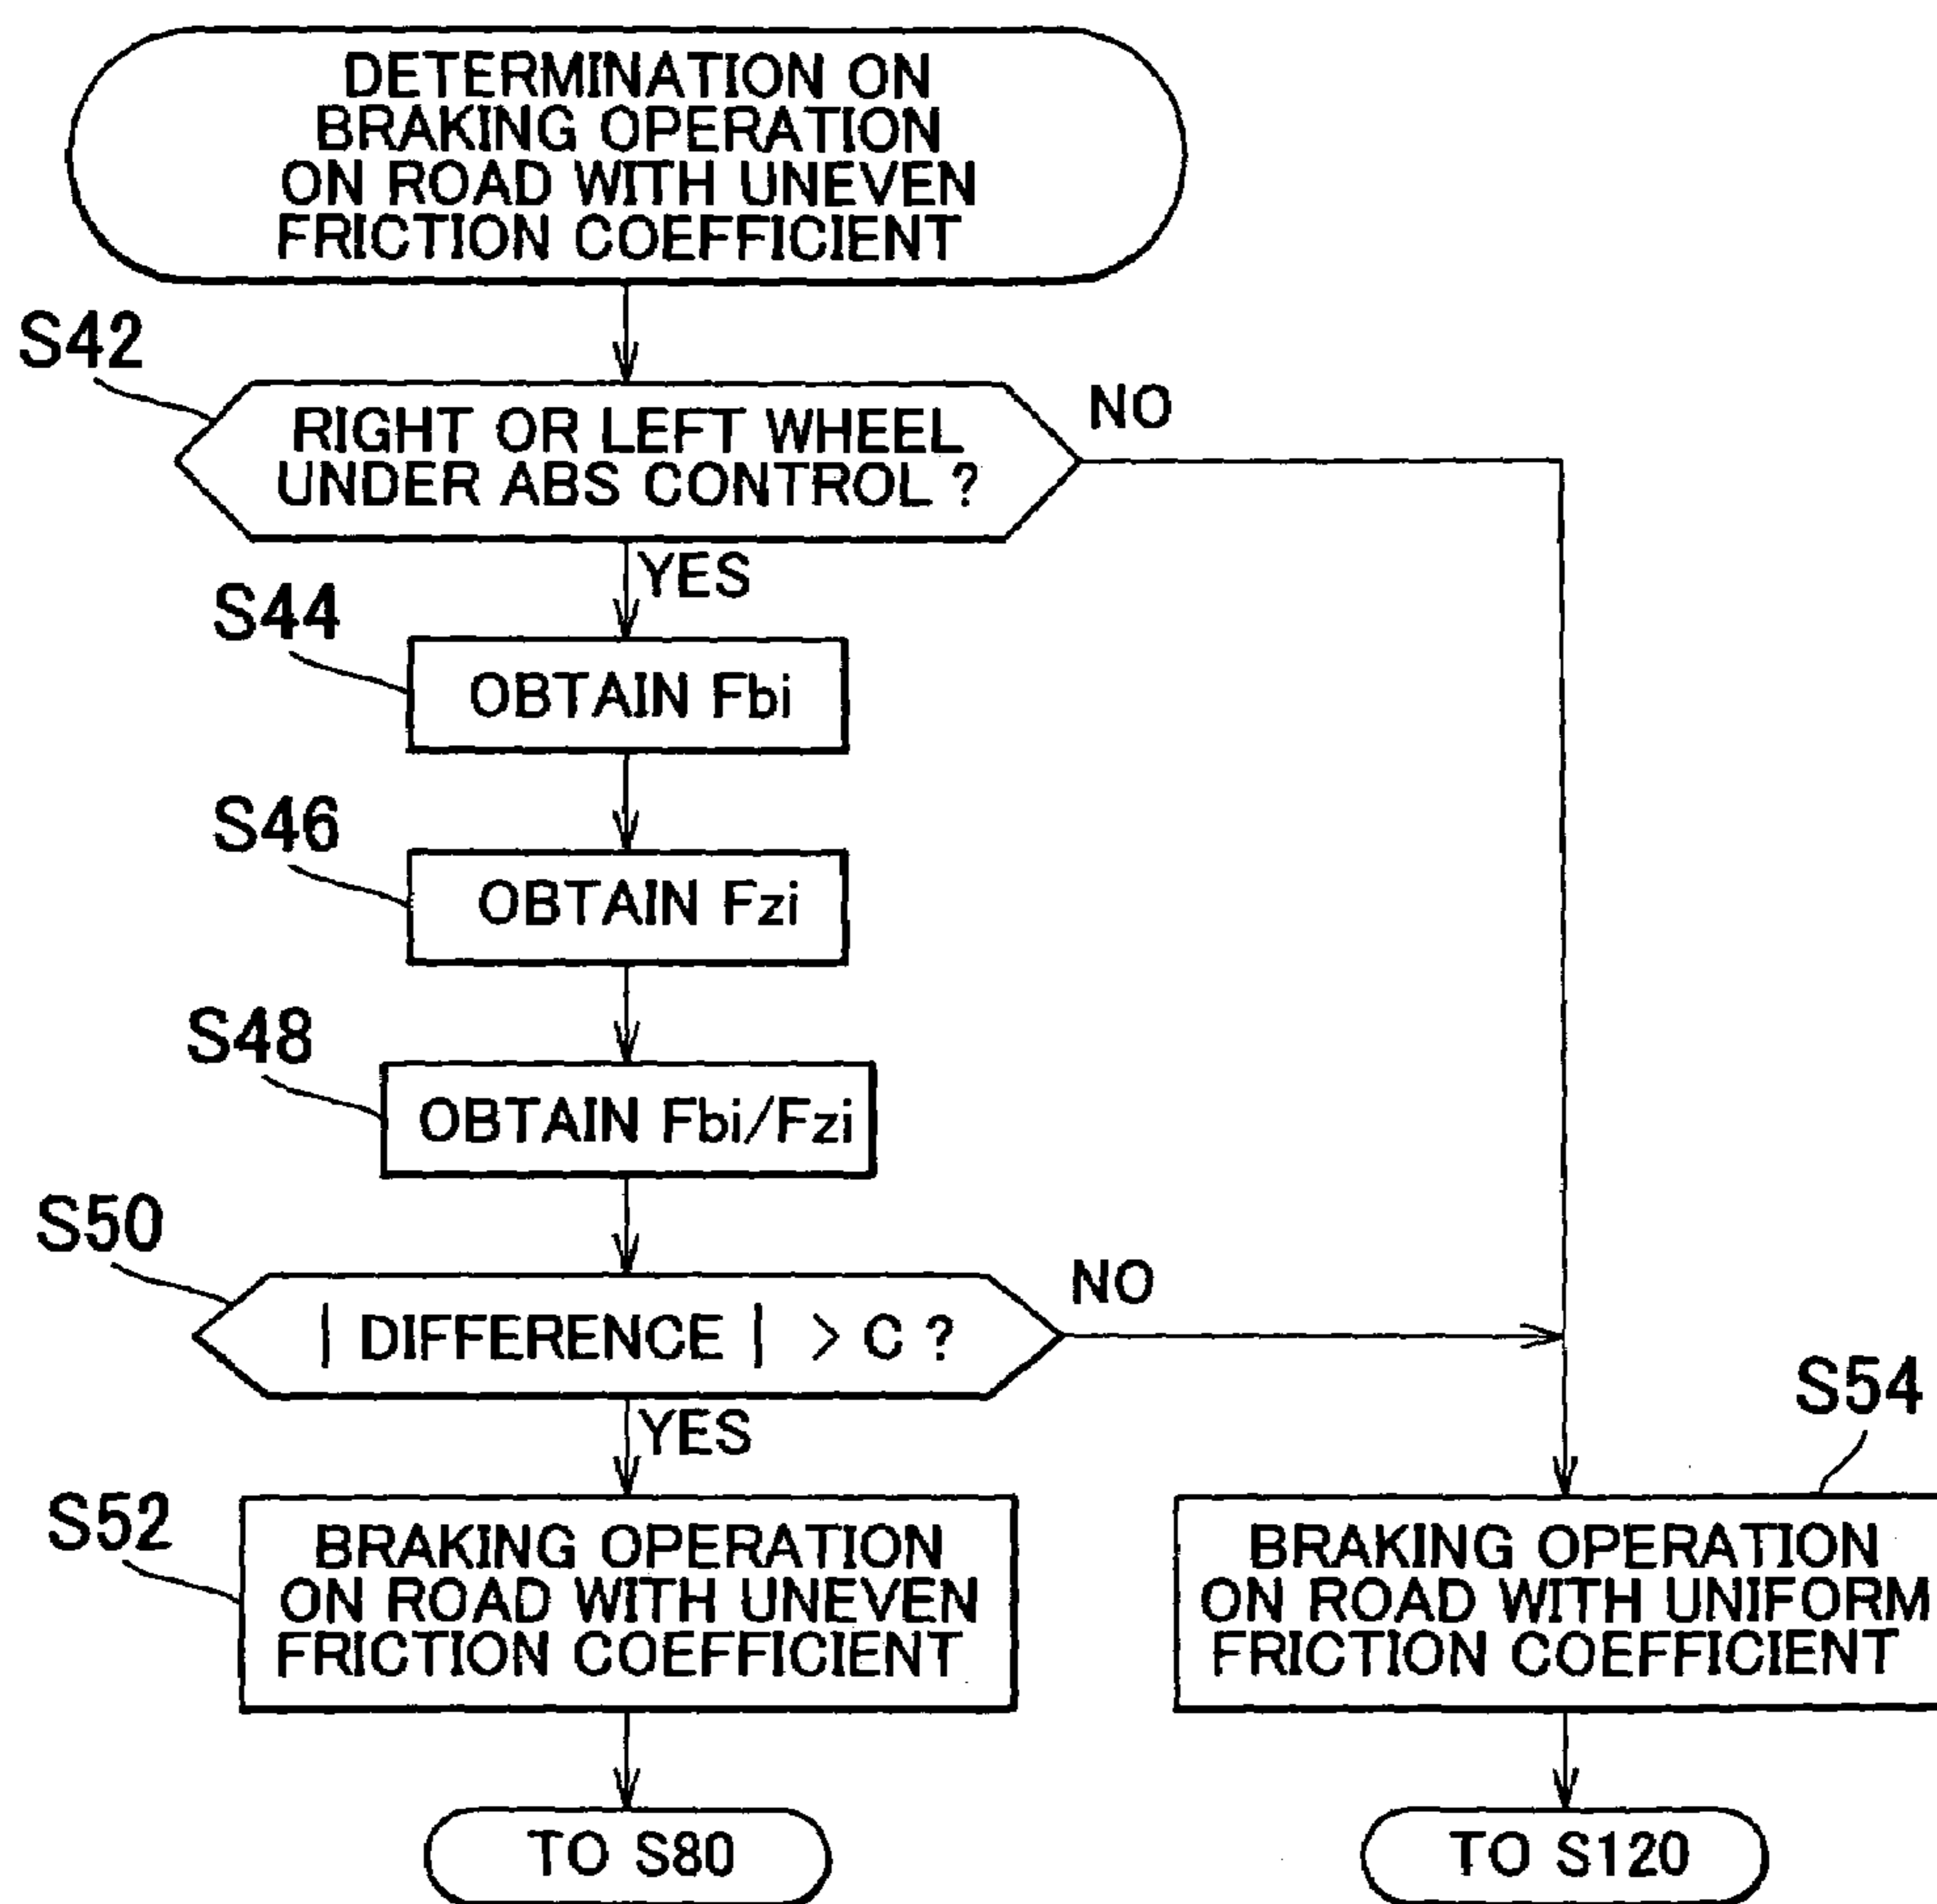 DETERMINATION ON
BRAKING OPERATION
ON ROAD WITH UNEVEN
FRICTION COEFFICIENT
S42
RIGHT OR LEFT WHEEL
UNDER ABS CONTROL ?
NO
YES
S44
OBTAIN Fbi
S46
OBTAIN Fzi
S48
OBTAIN Fbi/Fzi
S50
| DIFFERENCE | > C ?
NO
YES
S52
BRAKING OPERATION
ON ROAD WITH UNEVEN
FRICTION COEFFICIENT
S54
BRAKING OPERATION
ON ROAD WITH UNIFORM
FRICTION COEFFICIENT
TO S80
TO S120